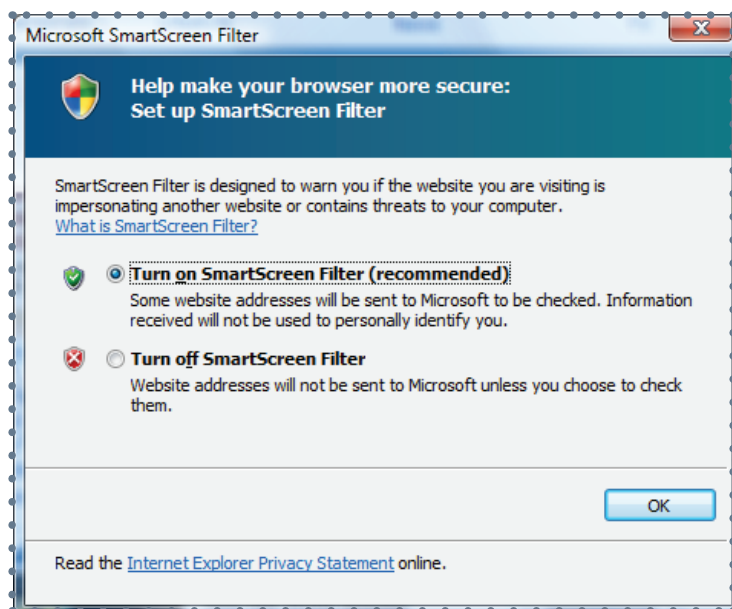 Microsoft SmartScreen Filter
Help make your browser more secure:
Set up SmartScreen Filter
SmartScreen Filter is designed to warn you if the website you are visiting is
impersonating another website or contains threats to your computer.
What is SmartScreen Filter?
Turn on SmartScreen Filter (recommended)
Some website addresses will be sent to Microsoft to be checked. Information
received will not be used to personally identify you.
Turn off SmartScreen Filter
Website addresses will not be sent to Microsoft unless you choose to check
them.
OK
Read the Internet Explorer Privacy Statement online.